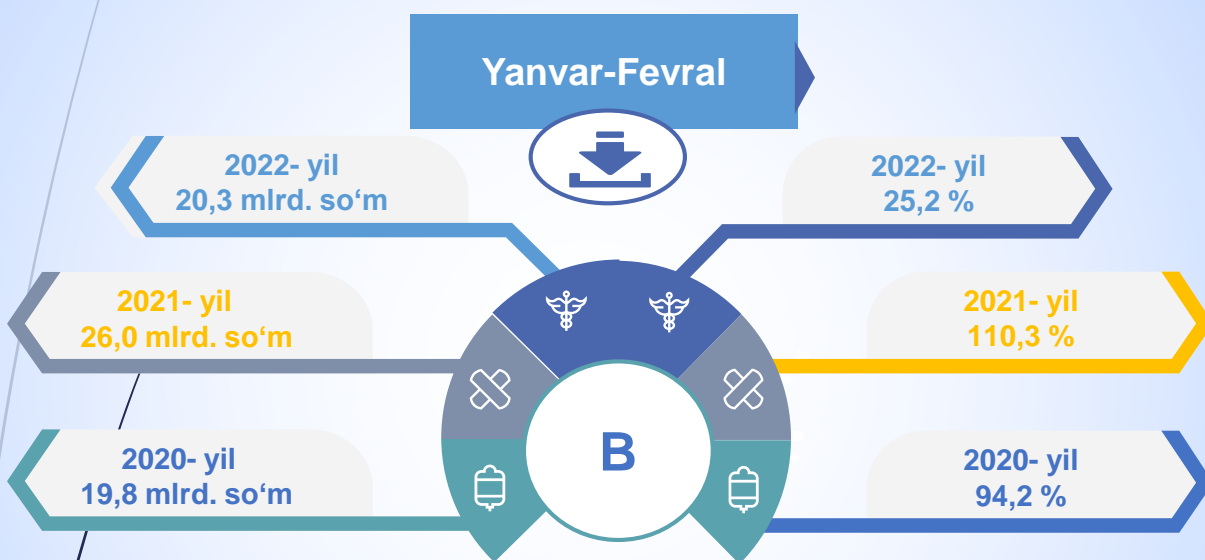 Yanvar-Fevral
2022- yil
20,3 mlrd. so‘m
2022- yil
25,2 %
2021- yil
26,0 mlrd. so‘m
2021- yil
110,3 %
2020- yil
19,8 mlrd. so‘m
2020- yil
94,2 %
B